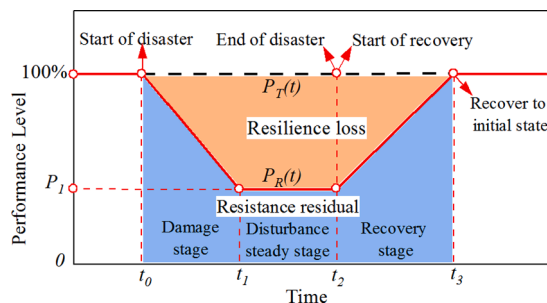 Start of disaster
End of disaster
Start of recovery
100%
P_T(t)
Recover to
initial state
Resilience loss
Performance Level
P_R(t)
P_1
Resistance residual
Damage
stage
Disturbance
steady stage
Recovery
stage
0
t_0
t_1
t_2
t_3
Time